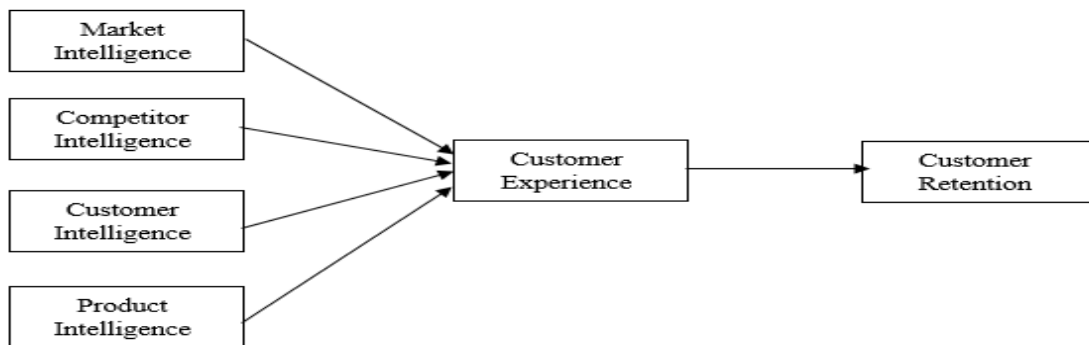 Market
Intelligence
Competitor
Intelligence
Customer
Intelligence
Product
Intelligence
Customer
Experience
Customer
Retention